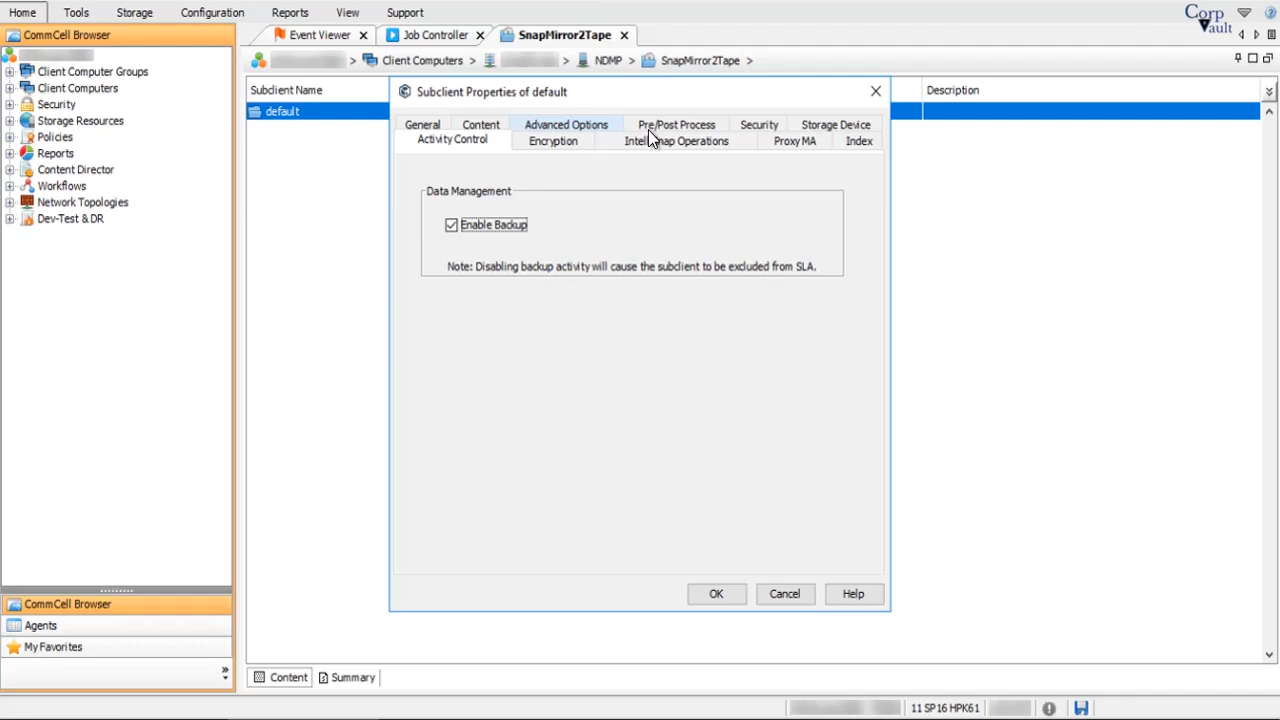 Home Tools Storage Configuration Reports View Support
Corp Vault
CommCell Browser
Event Viewer Job Controller SnapMirror2Tape
> Client Computers > > NDMP > SnapMirror2Tape >
Client Computer Groups
Client Computers
Security
Storage Resources
Policies
Reports
Content Director
Workflows
Network Topologies
Dev-Test & DR
Subclient Name Description
default
Subclient Properties of default
General Content Advanced Options Pre/Post Process Security Storage Device
Activity Control Encryption IntelliSnap Operations Proxy MA Index
Data Management
Enable Backup
Note: Disabling backup activity will cause the subclient to be excluded from SLA.
OK Cancel Help
CommCell Browser
Agents
My Favorites
Content Summary
11 SP16 HPK61